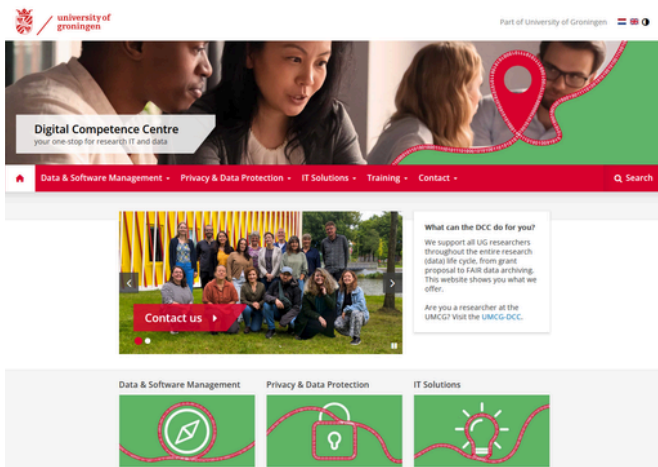 university of
groningen
Part of University of Groningen
Digital Competence Centre
your one-stop for research IT and data
Data & Software Management
Privacy & Data Protection
IT Solutions
Training
Contact
Search
Contact us
What can the DCC do for you?
We support all UG researchers
throughout the entire research
(data) life cycle, from grant
proposal to FAIR data archiving.
This website shows you what we
offer.
Are you a researcher at the
UMCG? Visit the UMCG-DCC.
Data & Software Management
Privacy & Data Protection
IT Solutions